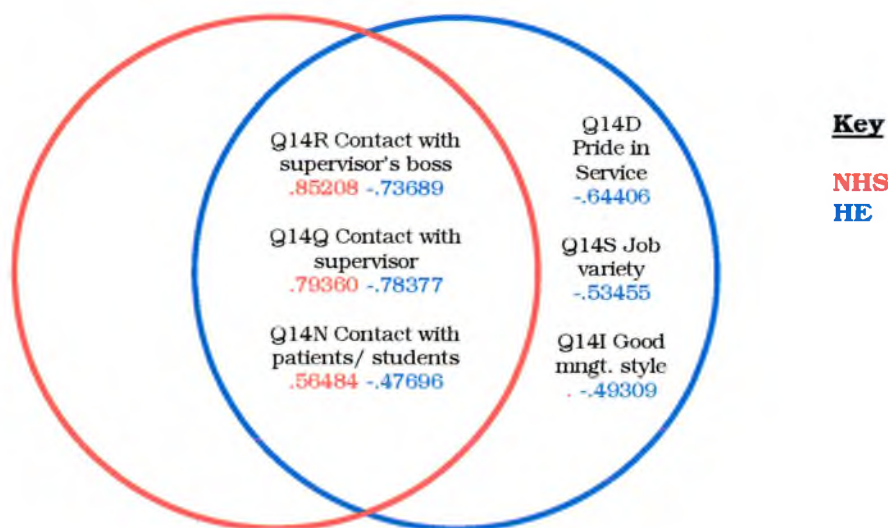 Q14R Contact with
supervisor's boss
.85208 -.73689
Q14Q Contact with
supervisor
.79360 -.78377
Q14N Contact with
patients/ students
.56484 -.47696
Q14D
Pride in
Service
-.64406
Q14S Job
variety
-.53455
Q14I Good
mngt. style
. -.49309
Key
NHS
HE